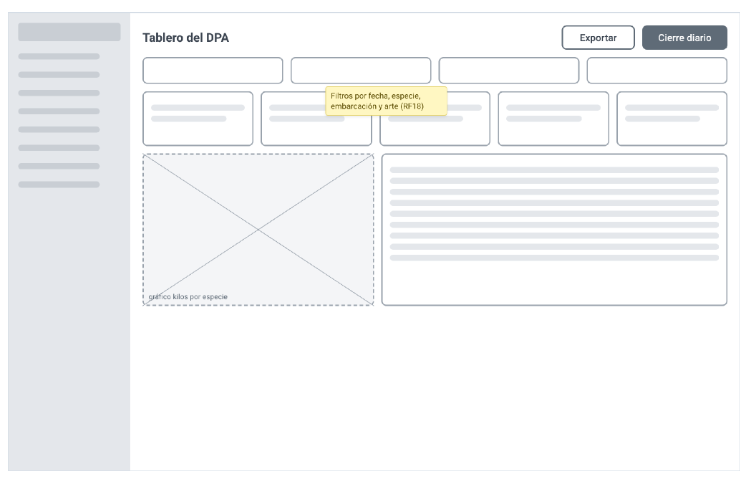 Tablero del DPA
Exportar
Cierre diario
Filtros por fecha, especie,
embarcación y arte (RF18)
gráfico kilos por especie